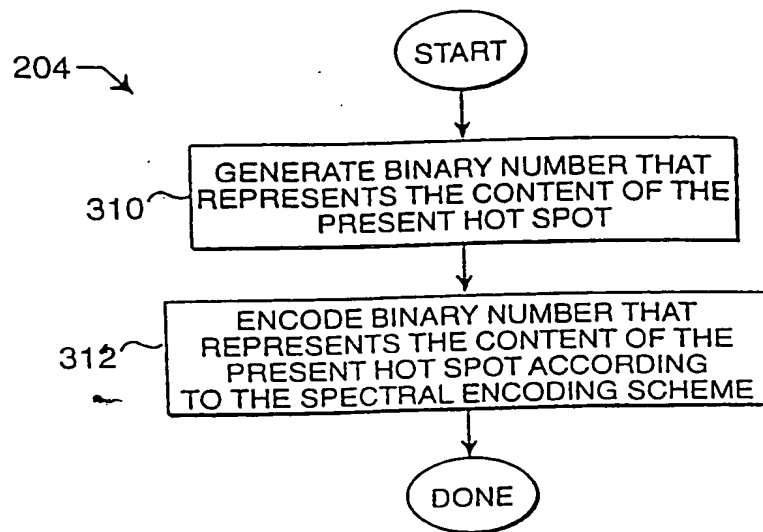 START
204
GENERATE BINARY NUMBER THAT
REPRESENTS THE CONTENT OF THE
PRESENT HOT SPOT
310
ENCODE BINARY NUMBER THAT
REPRESENTS THE CONTENT OF THE
PRESENT HOT SPOT ACCORDING
TO THE SPECTRAL ENCODING SCHEME
312
DONE